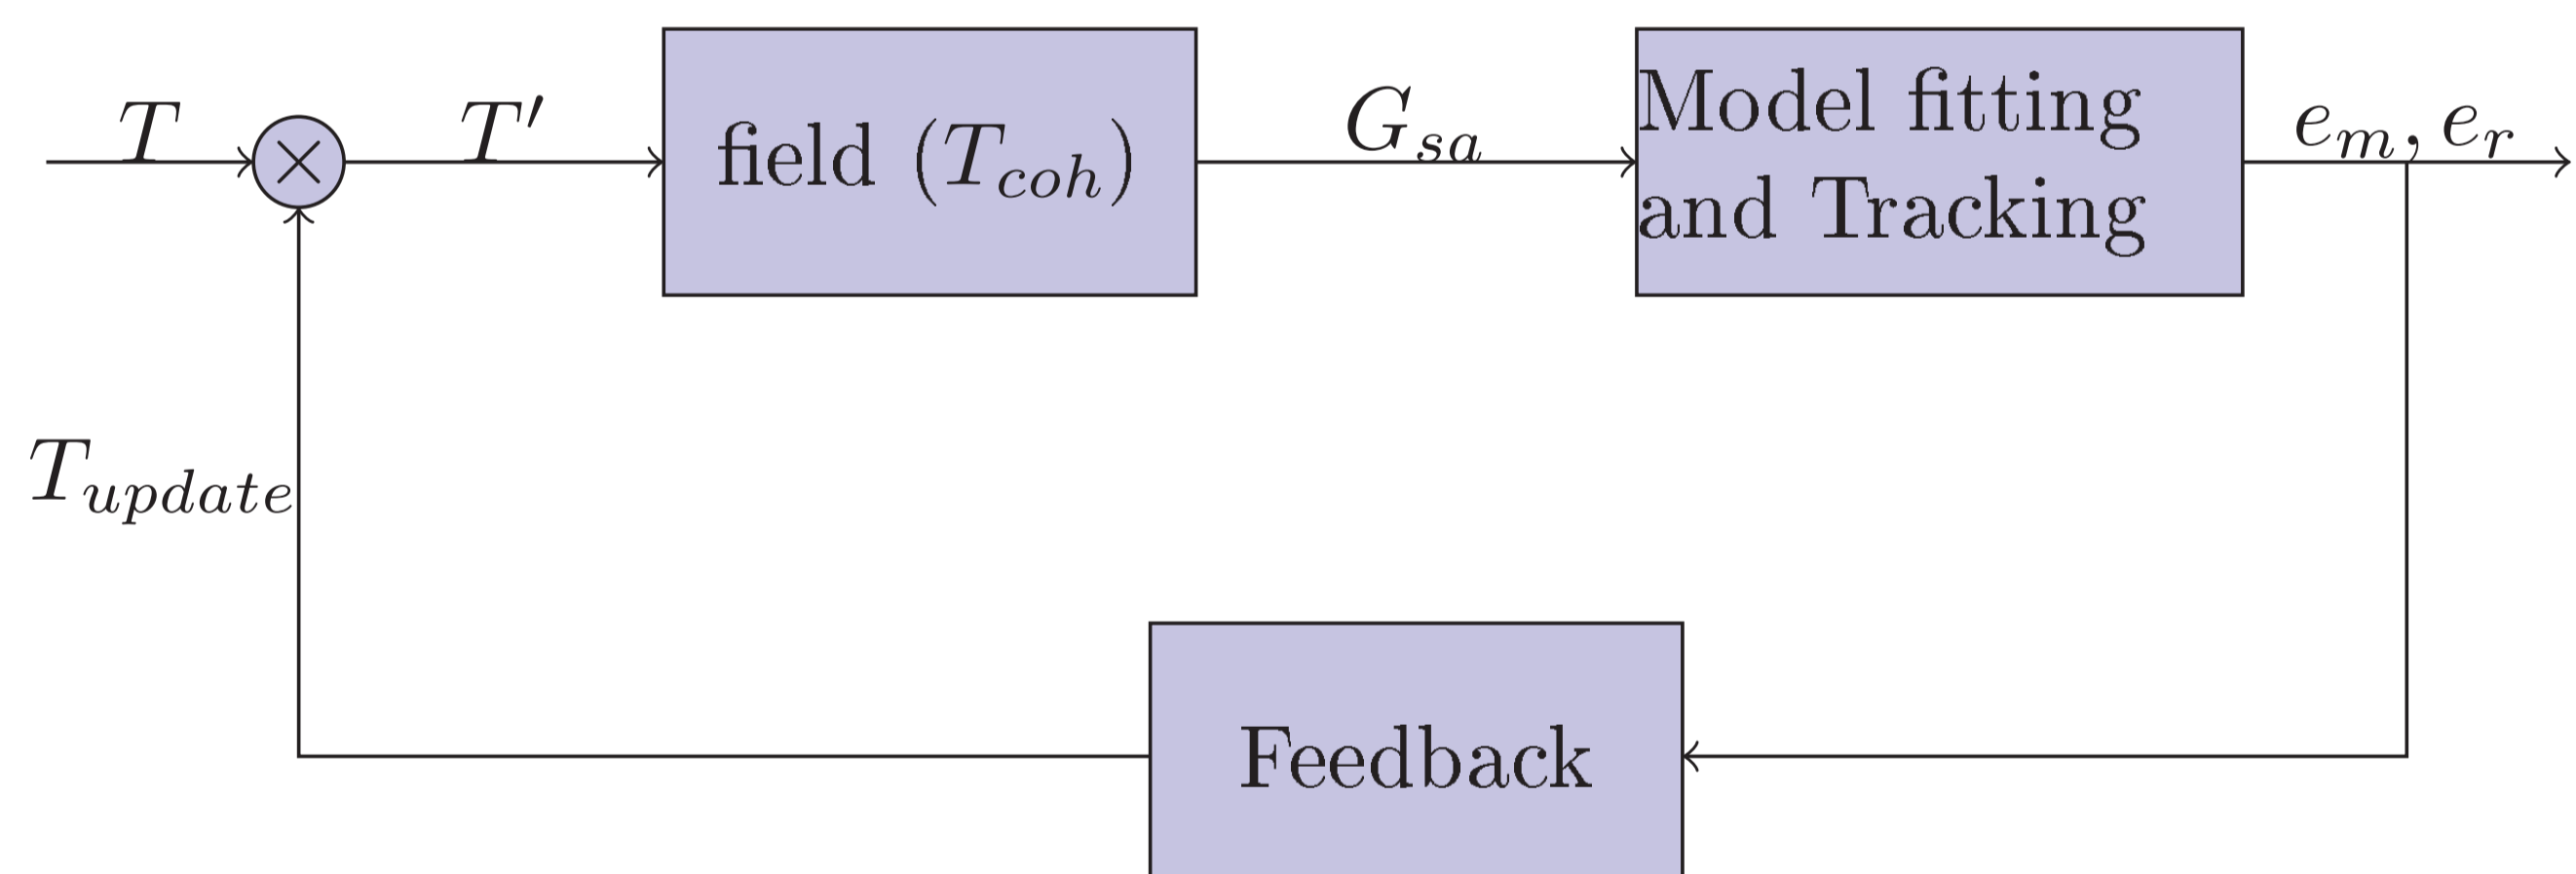 T
×
T′
field (T_coh)
G_sa
Model fitting
and Tracking
e_m, e_r
T_update
Feedback